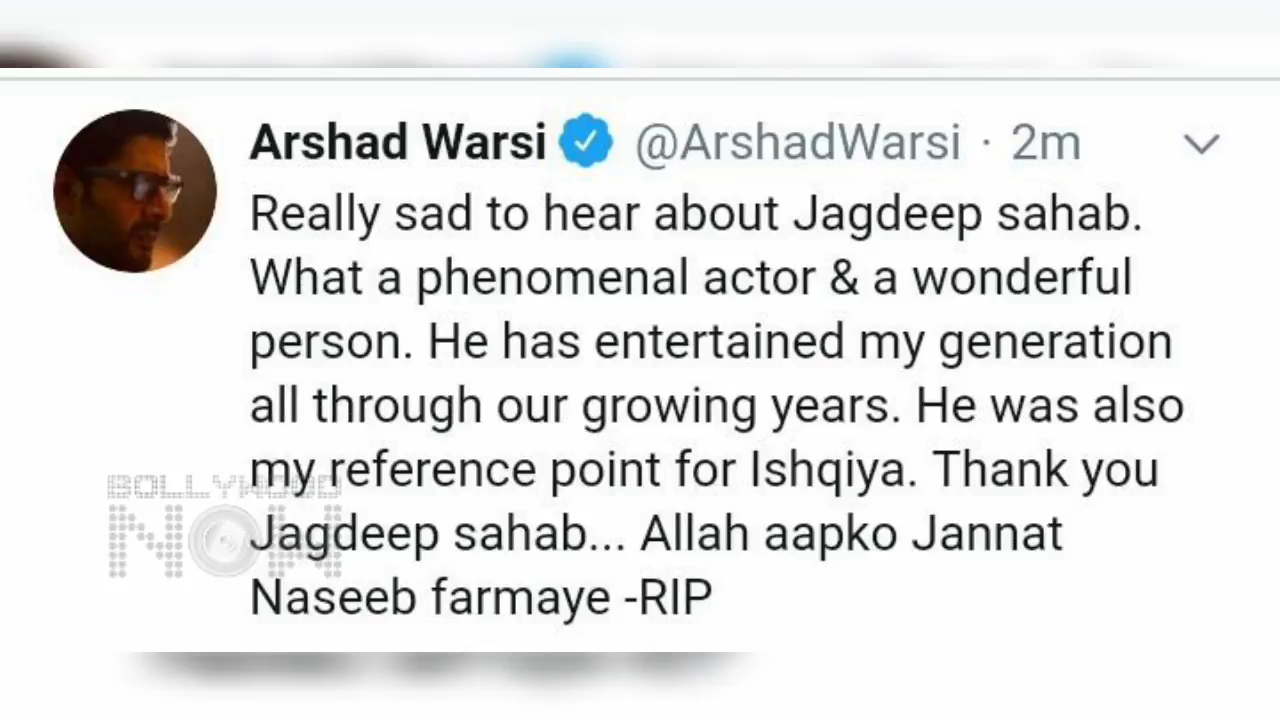 Arshad Warsi @ArshadWarsi · 2m
Really sad to hear about Jagdeep sahab.
What a phenomenal actor & a wonderful
person. He has entertained my generation
all through our growing years. He was also
my reference point for Ishqiya. Thank you
Jagdeep sahab... Allah aapko Jannat
Naseeb farmaye -RIP
BOLLYWOOD
NOW